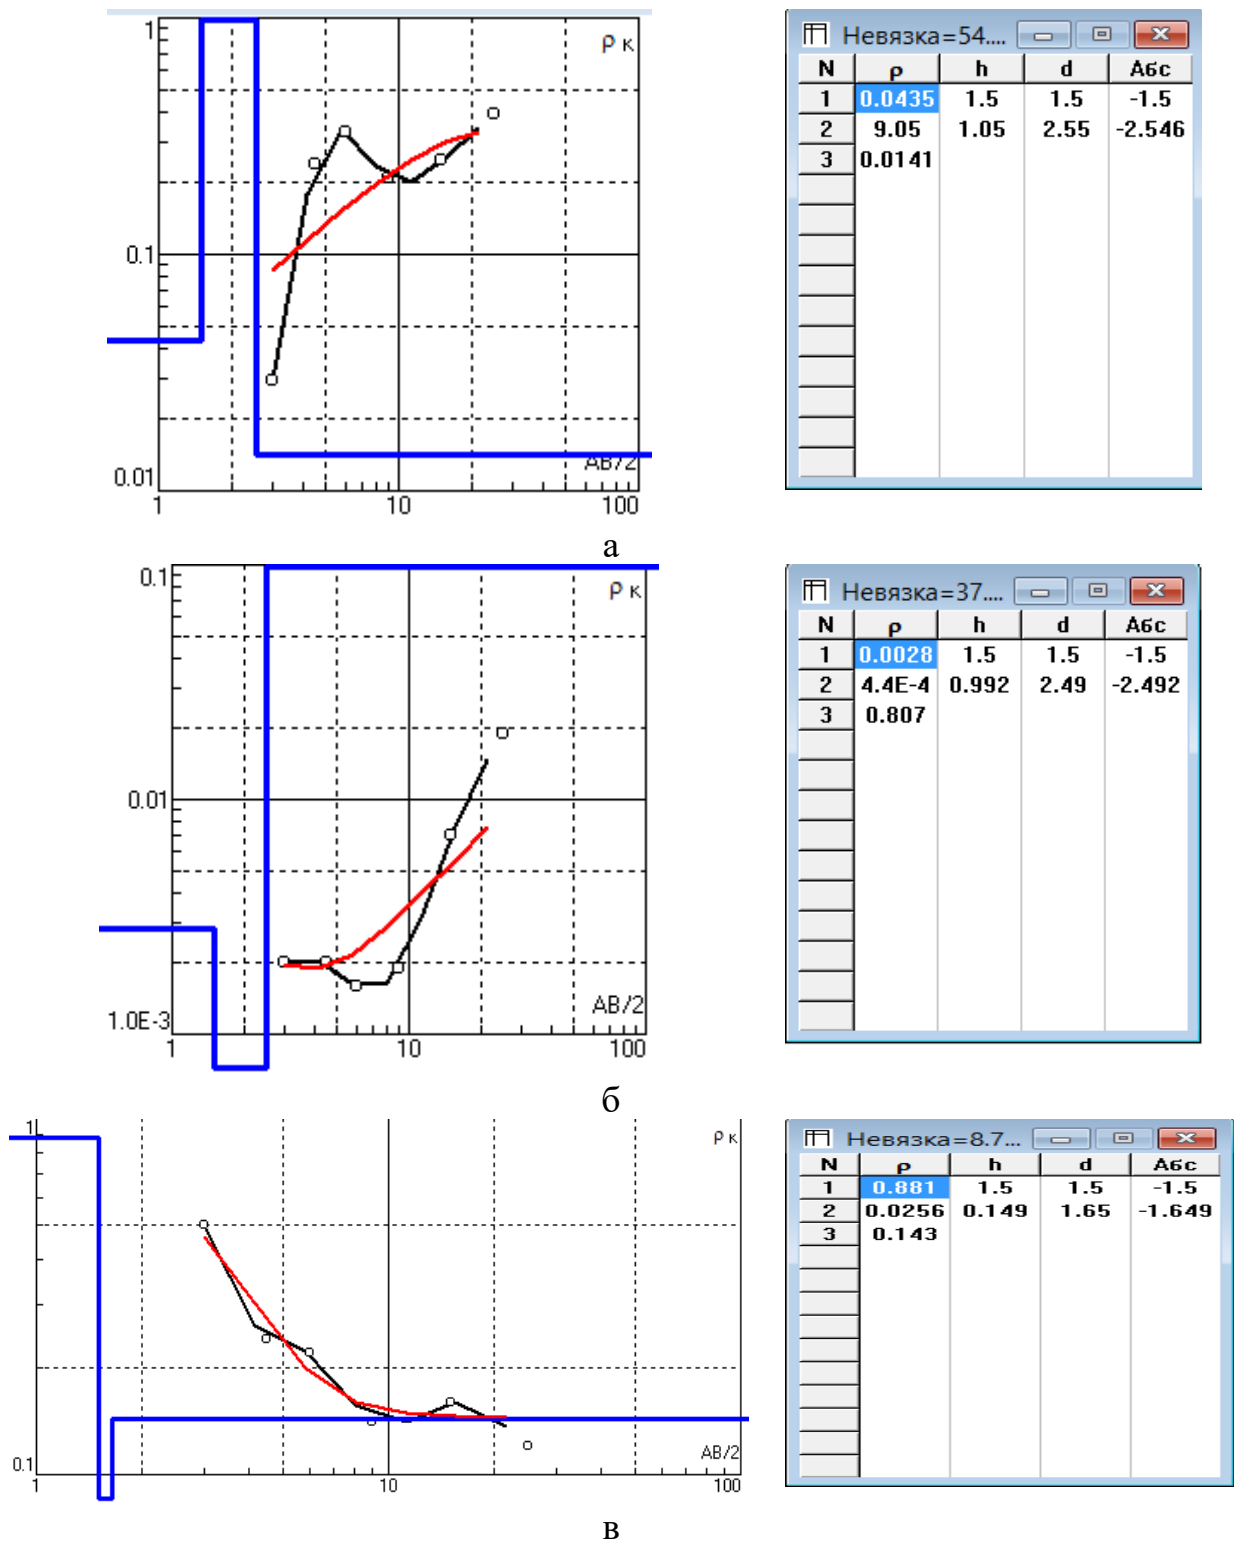 1
ρ к
0.1
0.01
AB/2
1
10
100
Невязка=54....
N ρ h d Абс
1 0.0435 1.5 1.5 -1.5
2 9.05 1.05 2.55 -2.546
3 0.0141
а
0.1
ρ к
0.01
1.0E-3
AB/2
1
10
100
Невязка=37....
N ρ h d Абс
1 0.0028 1.5 1.5 -1.5
2 4.4E-4 0.992 2.49 -2.492
3 0.807
б
1
ρ к
0.1
AB/2
1
10
100
Невязка=8.7...
N ρ h d Абс
1 0.881 1.5 1.5 -1.5
2 0.0256 0.149 1.65 -1.649
3 0.143
в